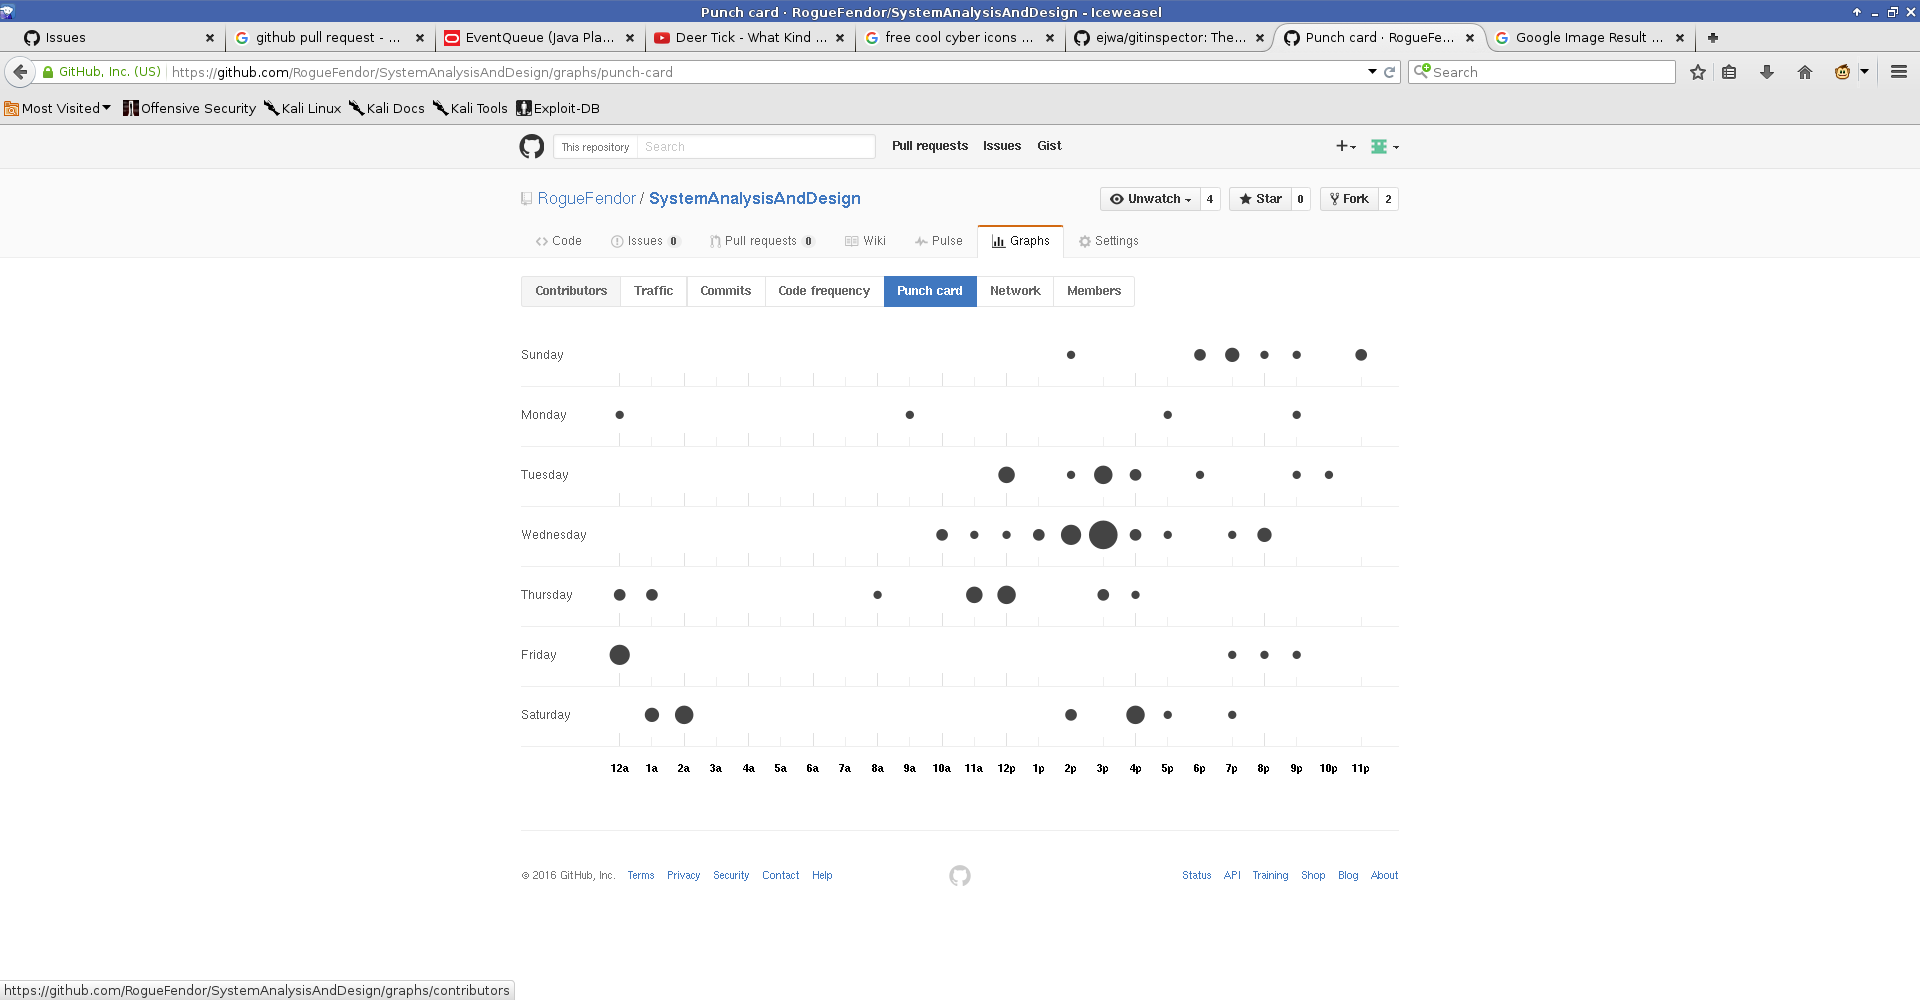 Punch card · RogueFendor/SystemAnalysisAndDesign - Iceweasel
Issues
github pull request - ...
EventQueue (Java Pla...
Deer Tick - What Kind ...
free cool cyber icons ...
ejwa/gitinspector: The...
Punch card · RogueFe...
Google Image Result ...
GitHub, Inc. (US)
https://github.com/RogueFendor/SystemAnalysisAndDesign/graphs/punch-card
Search
Most Visited
Offensive Security
Kali Linux
Kali Docs
Kali Tools
Exploit-DB
This repository
Search
Pull requests
Issues
Gist
RogueFendor / SystemAnalysisAndDesign
Unwatch 4
Star 0
Fork 2
Code
Issues 0
Pull requests 0
Wiki
Pulse
Graphs
Settings
Contributors
Traffic
Commits
Code frequency
Punch card
Network
Members
Sunday
Monday
Tuesday
Wednesday
Thursday
Friday
Saturday
12a 1a 2a 3a 4a 5a 6a 7a 8a 9a 10a 11a 12p 1p 2p 3p 4p 5p 6p 7p 8p 9p 10p 11p
© 2016 GitHub, Inc. Terms Privacy Security Contact Help
Status API Training Shop Blog About
https://github.com/RogueFendor/SystemAnalysisAndDesign/graphs/contributors